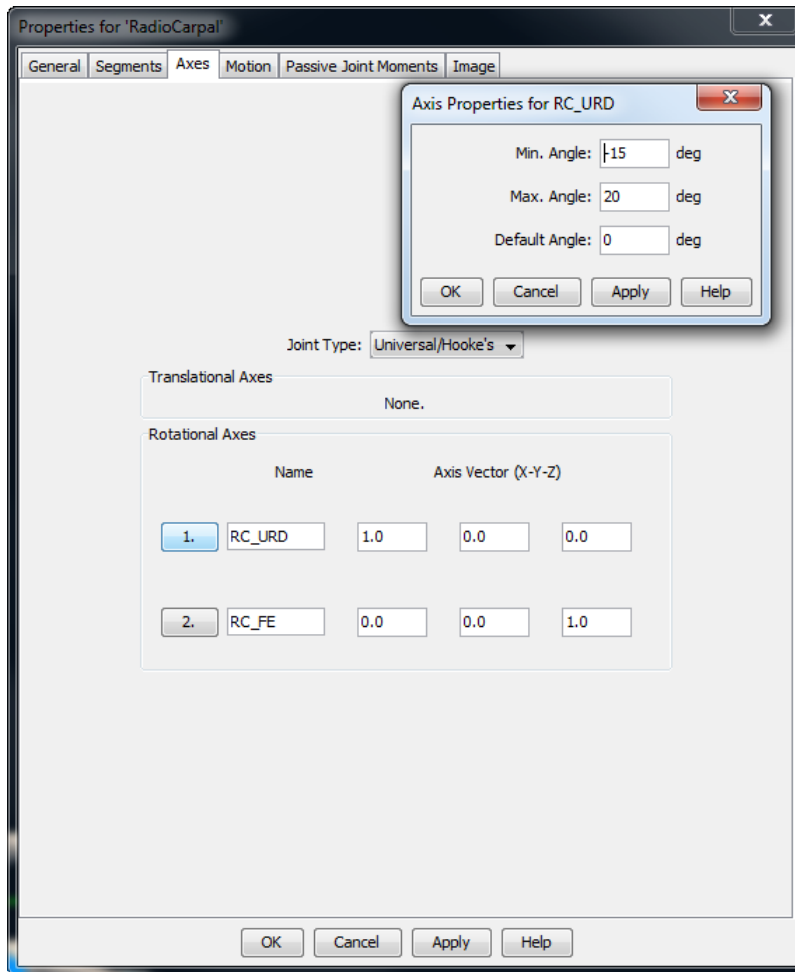 Properties for 'RadioCarpal'
X
General Segments Axes Motion Passive Joint Moments Image
Axis Properties for RC_URD
X
Min. Angle: -15 deg
Max. Angle: 20 deg
Default Angle: 0 deg
OK Cancel Apply Help
Joint Type: Universal/Hooke's
Translational Axes
None.
Rotational Axes
Name Axis Vector (X-Y-Z)
1. RC_URD 1.0 0.0 0.0
2. RC_FE 0.0 0.0 1.0
OK Cancel Apply Help